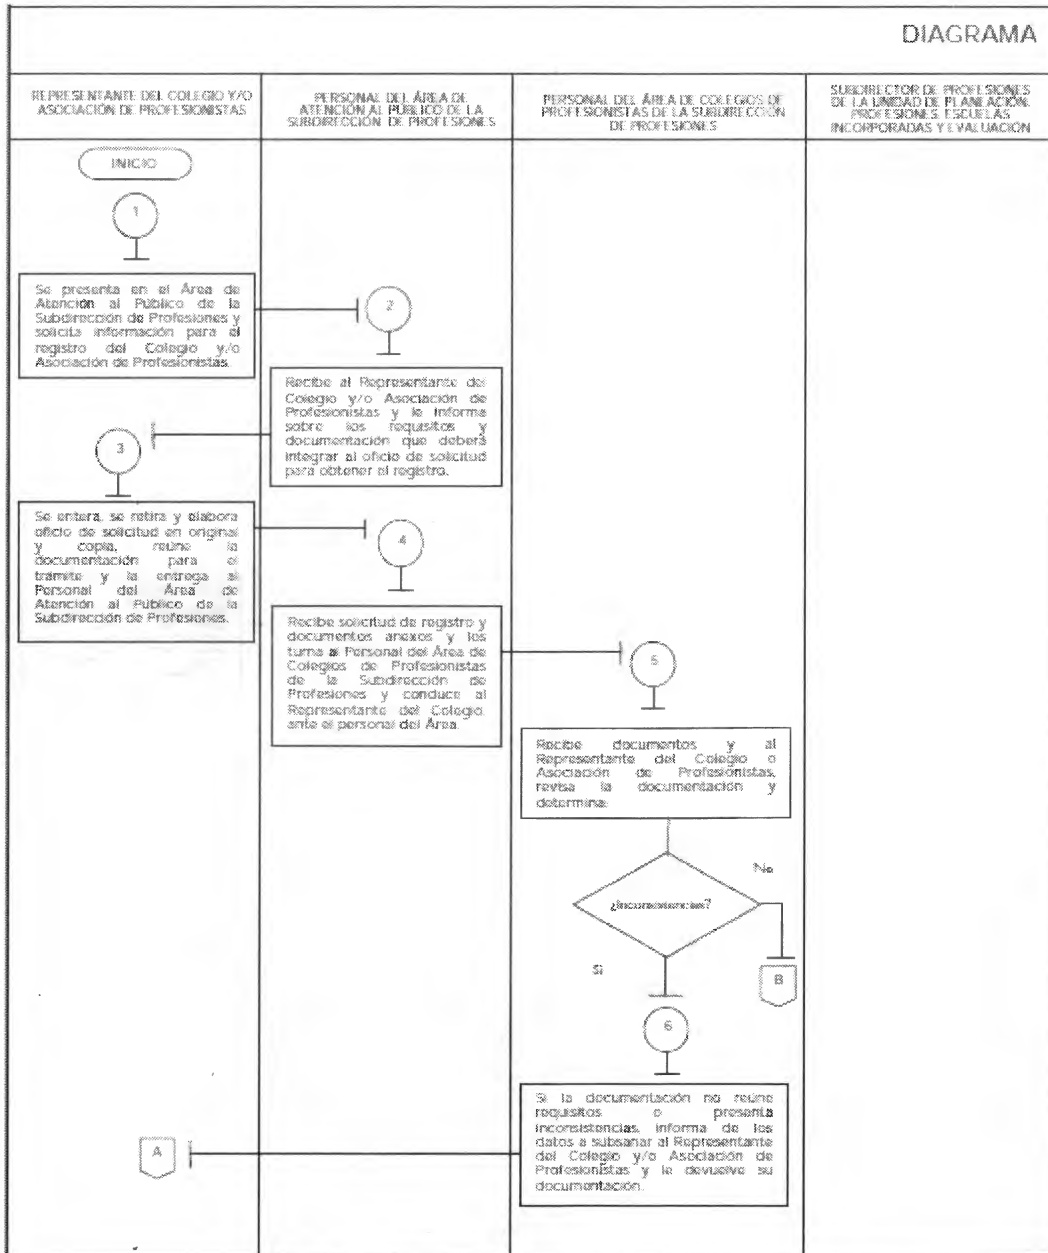 DIAGRAMA
REPRESENTANTE DEL COLEGIO Y/O
ASOCIACIÓN DE PROFESIONISTAS
PERSONAL DEL ÁREA DE
ATENCIÓN AL PÚBLICO DE LA
SUBDIRECCIÓN DE PROFESIONES
PERSONAL DEL ÁREA DE COLEGIOS DE
PROFESIONISTAS DE LA SUBDIRECCIÓN
DE PROFESIONES
SUBDIRECTOR DE PROFESIONES
DE LA UNIDAD DE PLANEACIÓN,
PROFESIONES, ESCUELAS
INCORPORADAS Y EVALUACIÓN
INICIO
1
Se presenta en el Área de
Atención al Público de la
Subdirección de Profesiones y
solicita información para el
registro del Colegio y/o
Asociación de Profesionistas.
2
Recibe al Representante del
Colegio y/o Asociación de
Profesionistas y le informa
sobre los requisitos y
documentación que deberá
integrar al oficio de solicitud
para obtener el registro.
3
Se entera, se retira y elabora
oficio de solicitud en original
y copia, reúne la
documentación para el
trámite y la entrega al
Personal del Área de
Atención al Público de la
Subdirección de Profesiones.
4
Recibe solicitud de registro y
documentos anexos y los
turna al Personal del Área de
Colegios de Profesionistas
de la Subdirección de
Profesiones y conduce al
Representante del Colegio,
ante el personal del Área.
5
Recibe documentos y al
Representante del Colegio o
Asociación de Profesionistas,
revisa la documentación y
determina:
¿Inconsistencias?
No
B
Si
6
Si la documentación no reúne
requisitos o presenta
inconsistencias, informa de los
datos a subsanar al Representante
del Colegio y/o Asociación de
Profesionistas y le devuelve su
documentación.
A